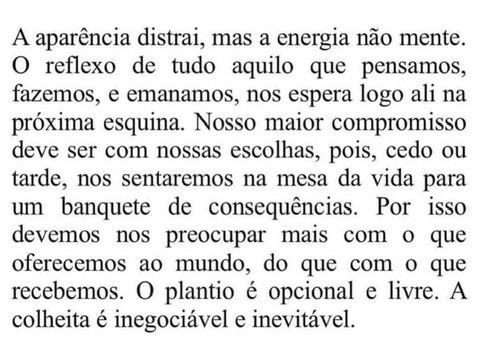 A aparência distrai, mas a energia não mente.
O reflexo de tudo aquilo que pensamos,
fazemos, e emanamos, nos espera logo ali na
próxima esquina. Nosso maior compromisso
deve ser com nossas escolhas, pois, cedo ou
tarde, nos sentaremos na mesa da vida para
um banquete de consequências. Por isso
devemos nos preocupar mais com o que
oferecemos ao mundo, do que com o que
recebemos. O plantio é opcional e livre. A
colheita é inegociável e inevitável.